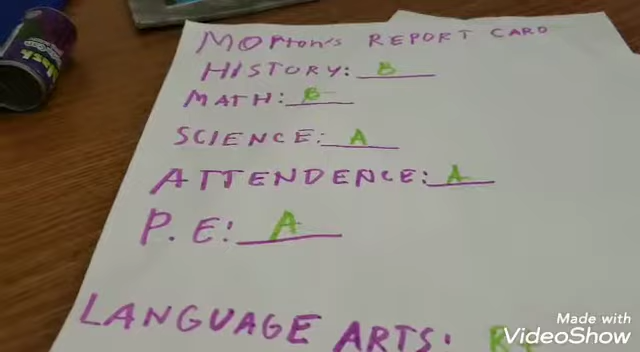 MORton's REPORT CARD
HISTORY: B
MATH: B-
SCIENCE: A
ATTENDENCE: A
P.E: A
LANGUAGE ARTS:
Made with
VideoShow